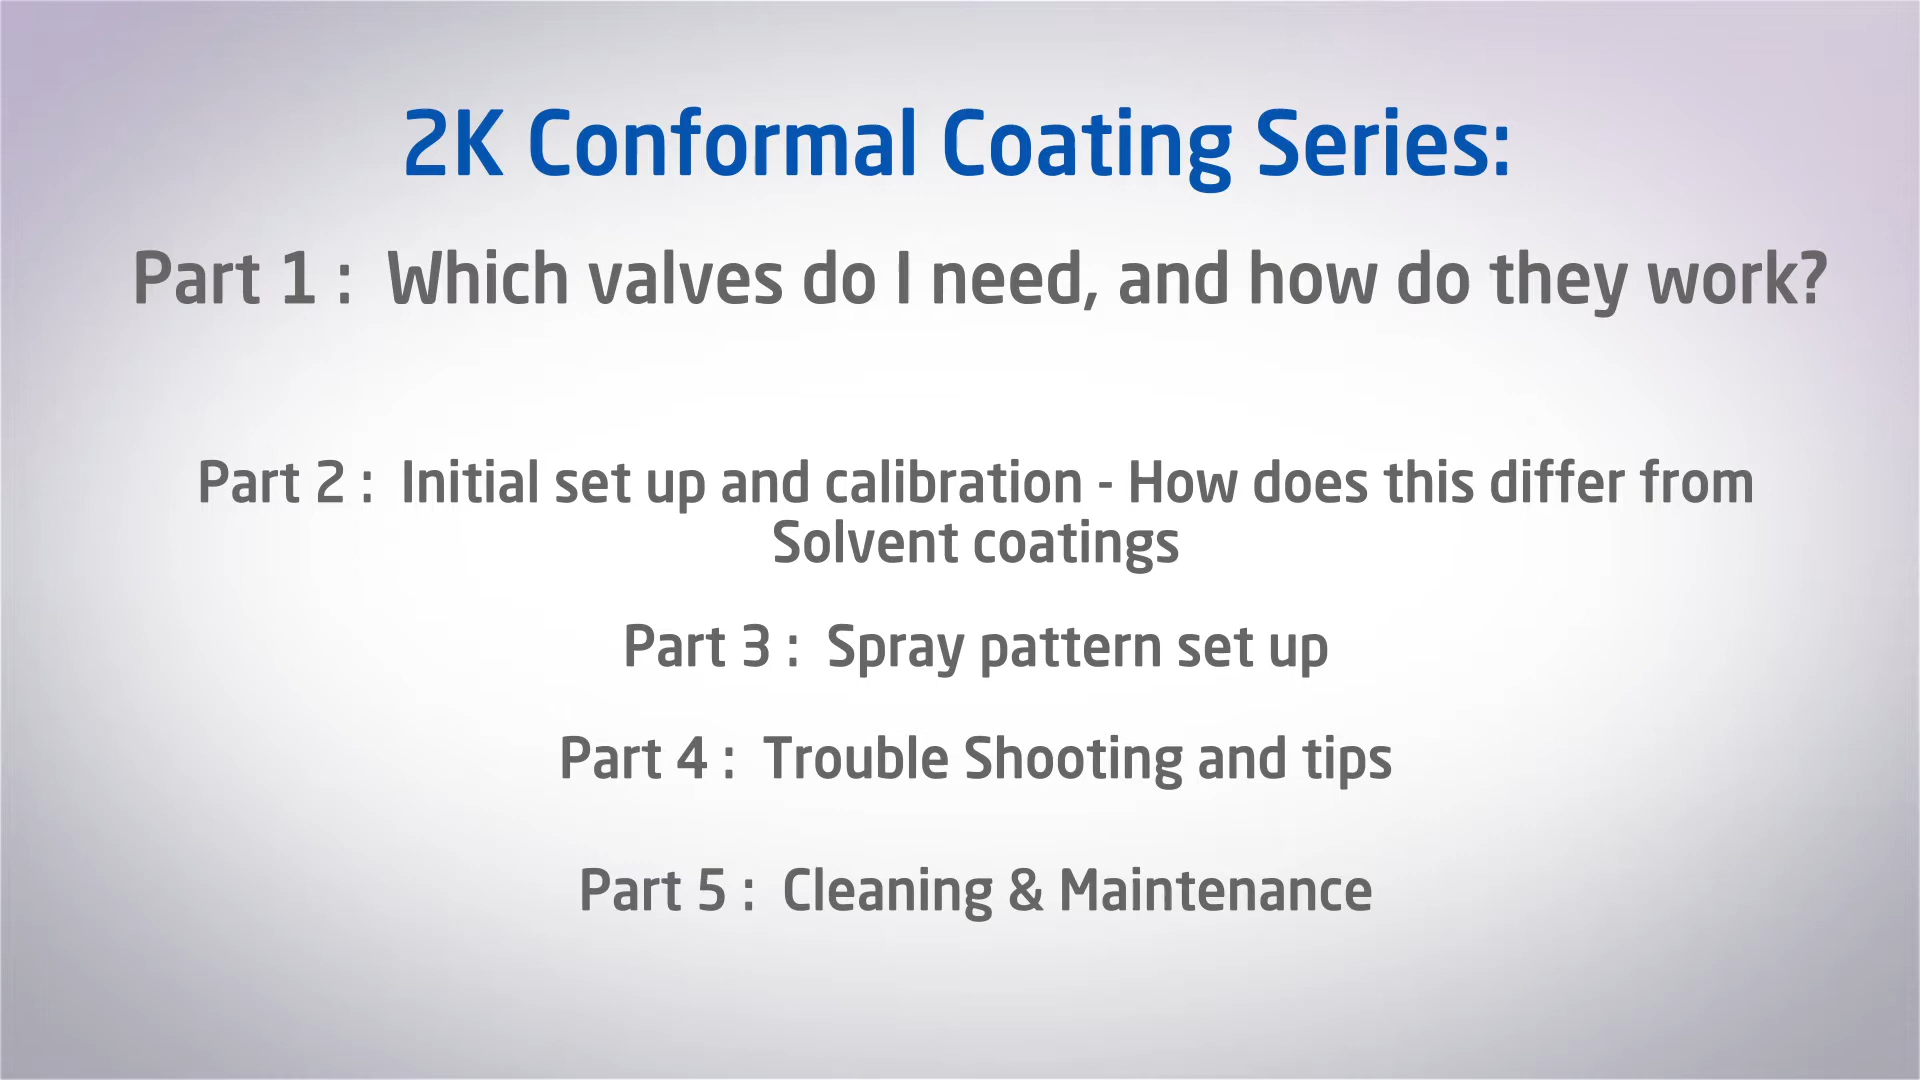 2K Conformal Coating Series:
Part 1 :  Which valves do I need, and how do they work?
Part 2 :  Initial set up and calibration - How does this differ from
Solvent coatings
Part 3 :  Spray pattern set up
Part 4 :  Trouble Shooting and tips
Part 5 :  Cleaning & Maintenance